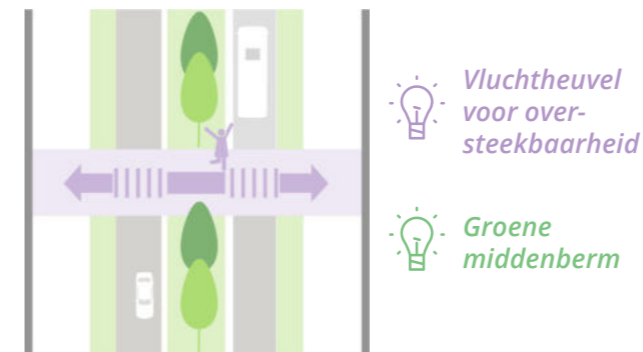 Vluchtheuvel
voor over-
steekbaarheid
Groene
middenberm